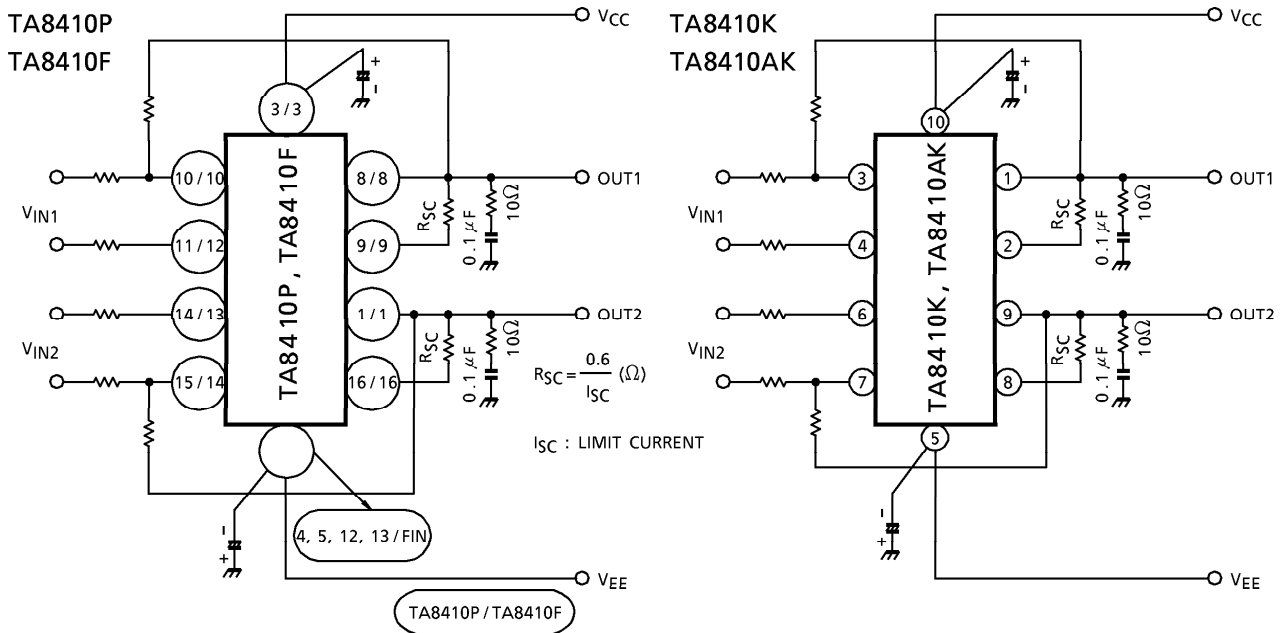 TA8410P
TA8410F
VCC
3 / 3
+
-
10 / 10
8 / 8
OUT1
VIN1
RSC
10Ω
0.1 μF
11 / 12
9 / 9
14 / 13
1 / 1
OUT2
VIN2
RSC
10Ω
0.1 μF
15 / 14
16 / 16
TA8410P, TA8410F
RSC = 0.6 / ISC (Ω)
ISC : LIMIT CURRENT
-
+
4, 5, 12, 13 / FIN
VEE
TA8410P / TA8410F
TA8410K
TA8410AK
VCC
10
+
-
3
1
OUT1
VIN1
RSC
10Ω
0.1 μF
4
2
6
9
OUT2
VIN2
RSC
10Ω
0.1 μF
7
8
TA8410K, TA8410AK
5
-
+
VEE